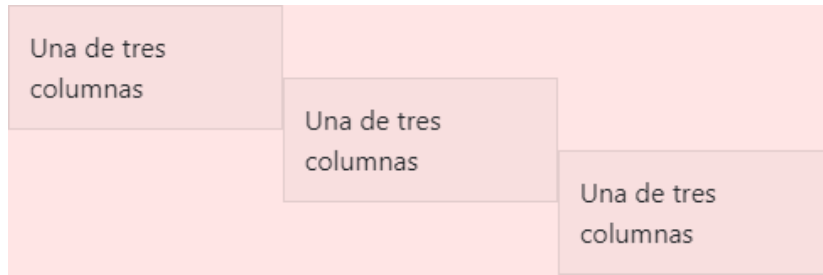 Una de tres
columnas
Una de tres
columnas
Una de tres
columnas